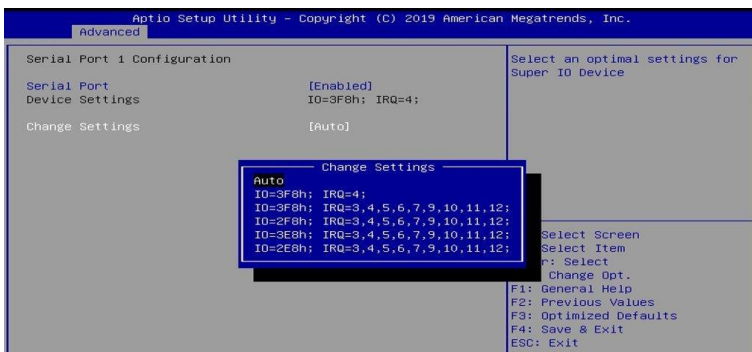 Aptio Setup Utility – Copyright (C) 2019 American Megatrends, Inc.
Advanced
Serial Port 1 Configuration
Serial Port [Enabled]
Device Settings IO=3F8h; IRQ=4;
Change Settings [Auto]
Select an optimal settings for
Super IO Device
Change Settings
Auto
IO=3F8h; IRQ=4;
IO=3F8h; IRQ=3,4,5,6,7,9,10,11,12;
IO=2F8h; IRQ=3,4,5,6,7,9,10,11,12;
IO=3E8h; IRQ=3,4,5,6,7,9,10,11,12;
IO=2E8h; IRQ=3,4,5,6,7,9,10,11,12;
Select Screen
Select Item
r: Select
Change Opt.
F1: General Help
F2: Previous Values
F3: Optimized Defaults
F4: Save & Exit
ESC: Exit